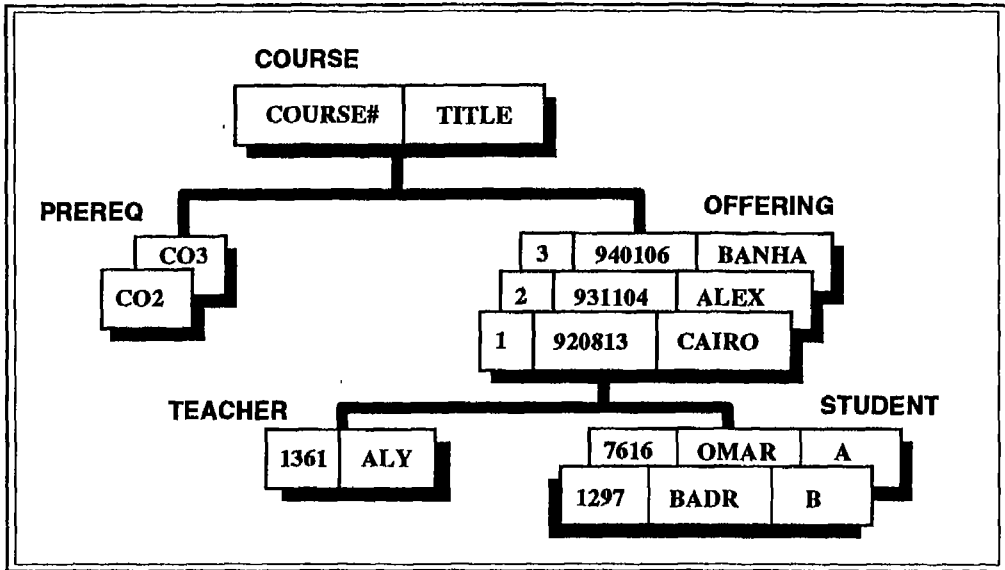 COURSE
COURSE# TITLE
PREREQ
OFFERING
CO3
CO2
3 940106 BANHA
2 931104 ALEX
1 920813 CAIRO
TEACHER
STUDENT
1361 ALY
7616 OMAR A
1297 BADR B